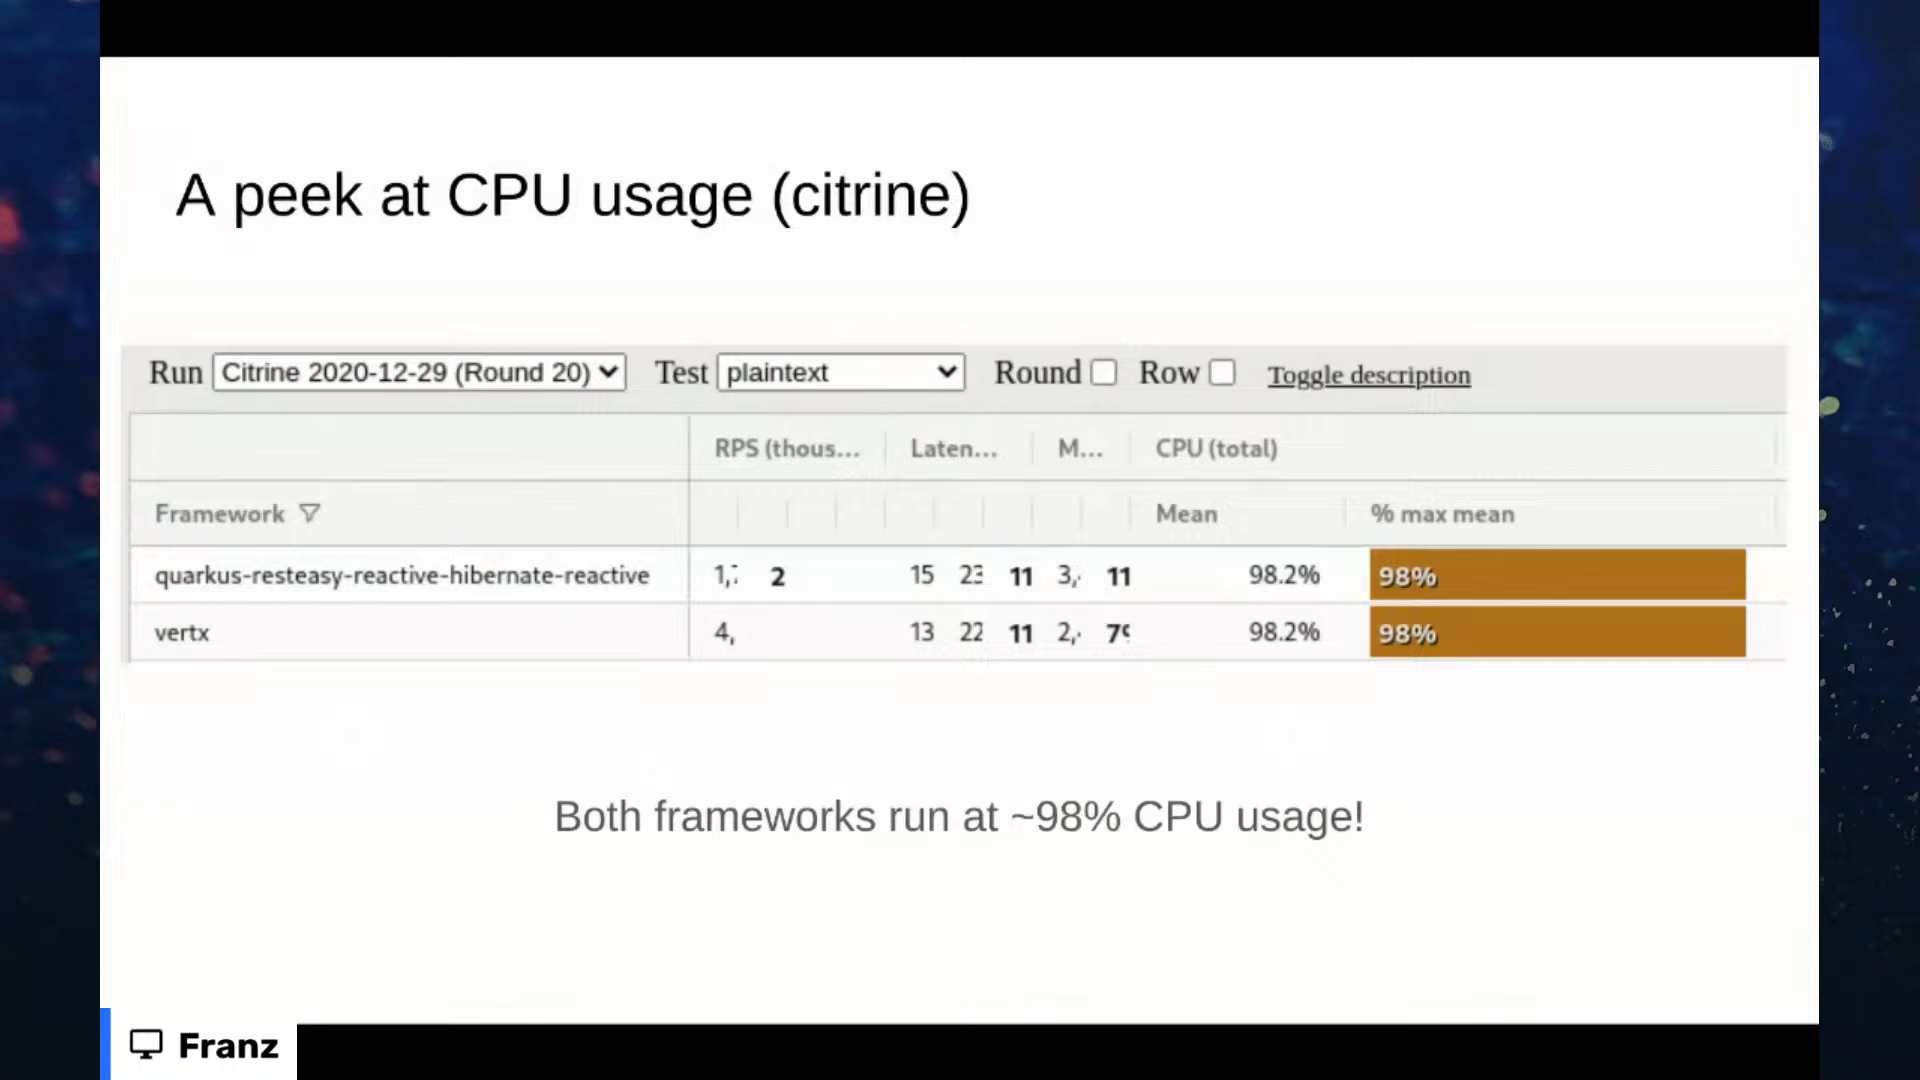 A peek at CPU usage (citrine)
Run Citrine 2020-12-29 (Round 20) Test plaintext Round Row Toggle description
RPS (thous... Laten... M... CPU (total)
Framework Mean % max mean
quarkus-resteasy-reactive-hibernate-reactive 2 15 11 11 98.2% 98%
vertx 4, 13 22 11 98.2% 98%
Both frameworks run at ~98% CPU usage!
Franz